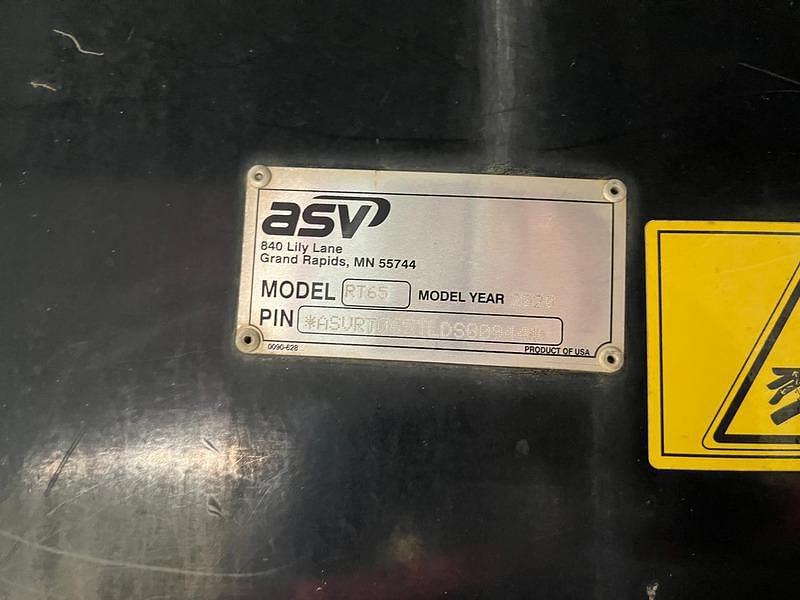 asv
840 Lily Lane
Grand Rapids, MN 55744
MODEL RT65 MODEL YEAR
PIN
0090-628 PRODUCT OF USA